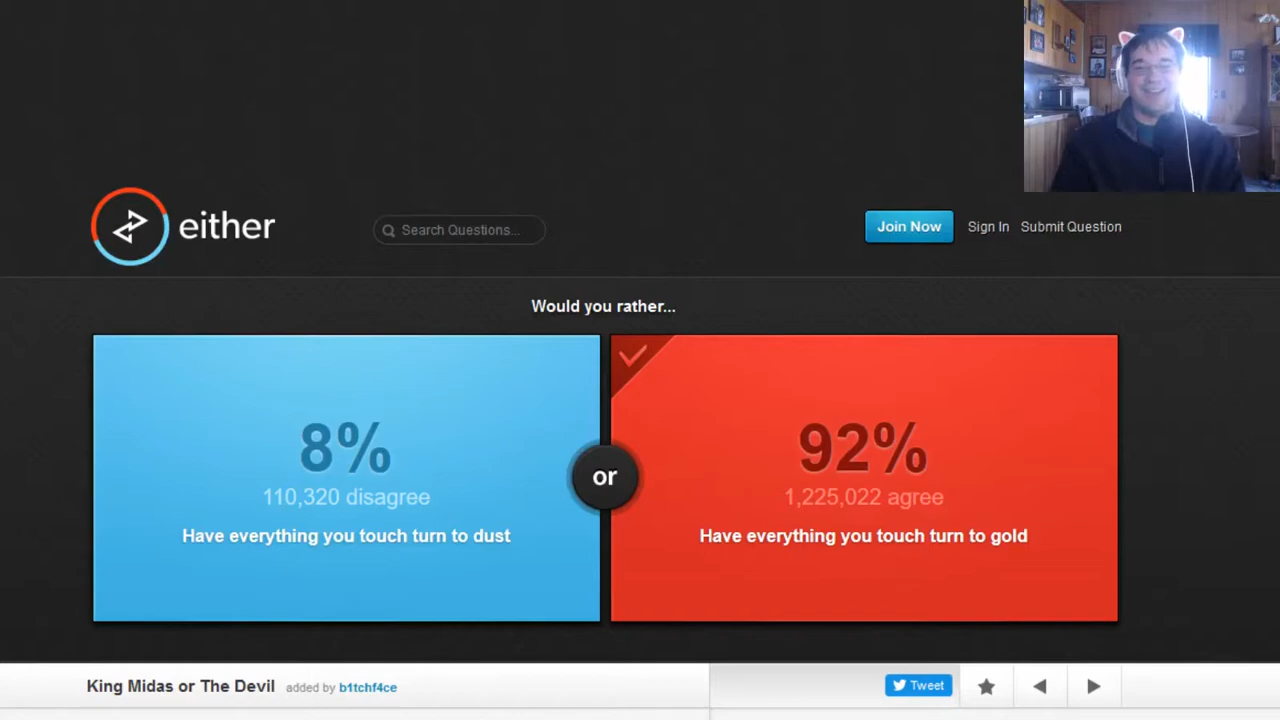 either
Search Questions...
Join Now
Sign In
Submit Question
Would you rather...
8%
110,320 disagree
Have everything you touch turn to dust
or
92%
1,225,022 agree
Have everything you touch turn to gold
King Midas or The Devil added by b1tchf4ce
Tweet